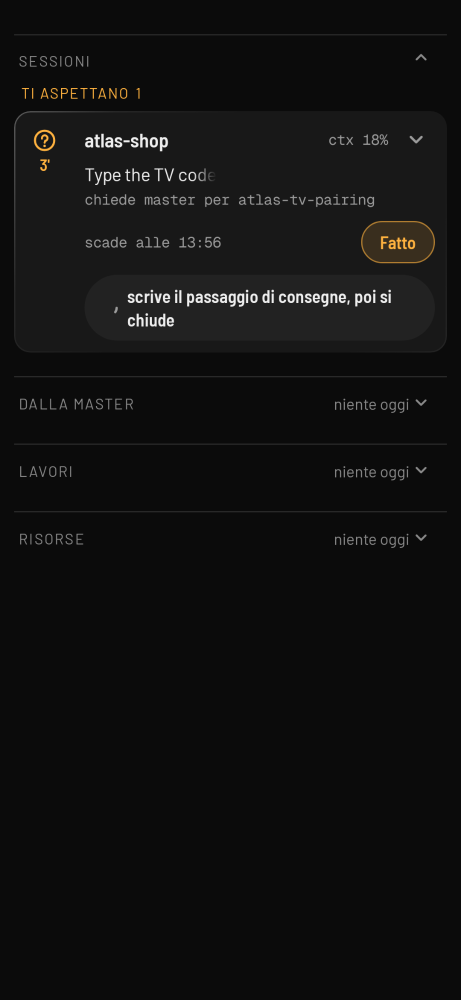 SESSIONI
TI ASPETTANO 1
atlas-shop
ctx 18%
3'
Type the TV code
chiede master per atlas-tv-pairing
scade alle 13:56
Fatto
scrive il passaggio di consegne, poi si
chiude
DALLA MASTER
niente oggi
LAVORI
niente oggi
RISORSE
niente oggi